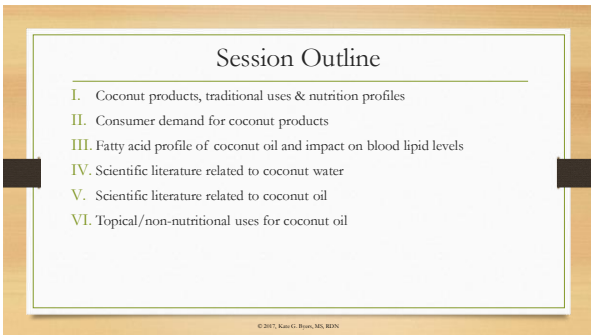 Session Outline
I. Coconut products, traditional uses & nutrition profiles
II. Consumer demand for coconut products
III. Fatty acid profile of coconut oil and impact on blood lipid levels
IV. Scientific literature related to coconut water
V. Scientific literature related to coconut oil
VI. Topical/non-nutritional uses for coconut oil
© 2017, Kate G. Byers, MS, RDN